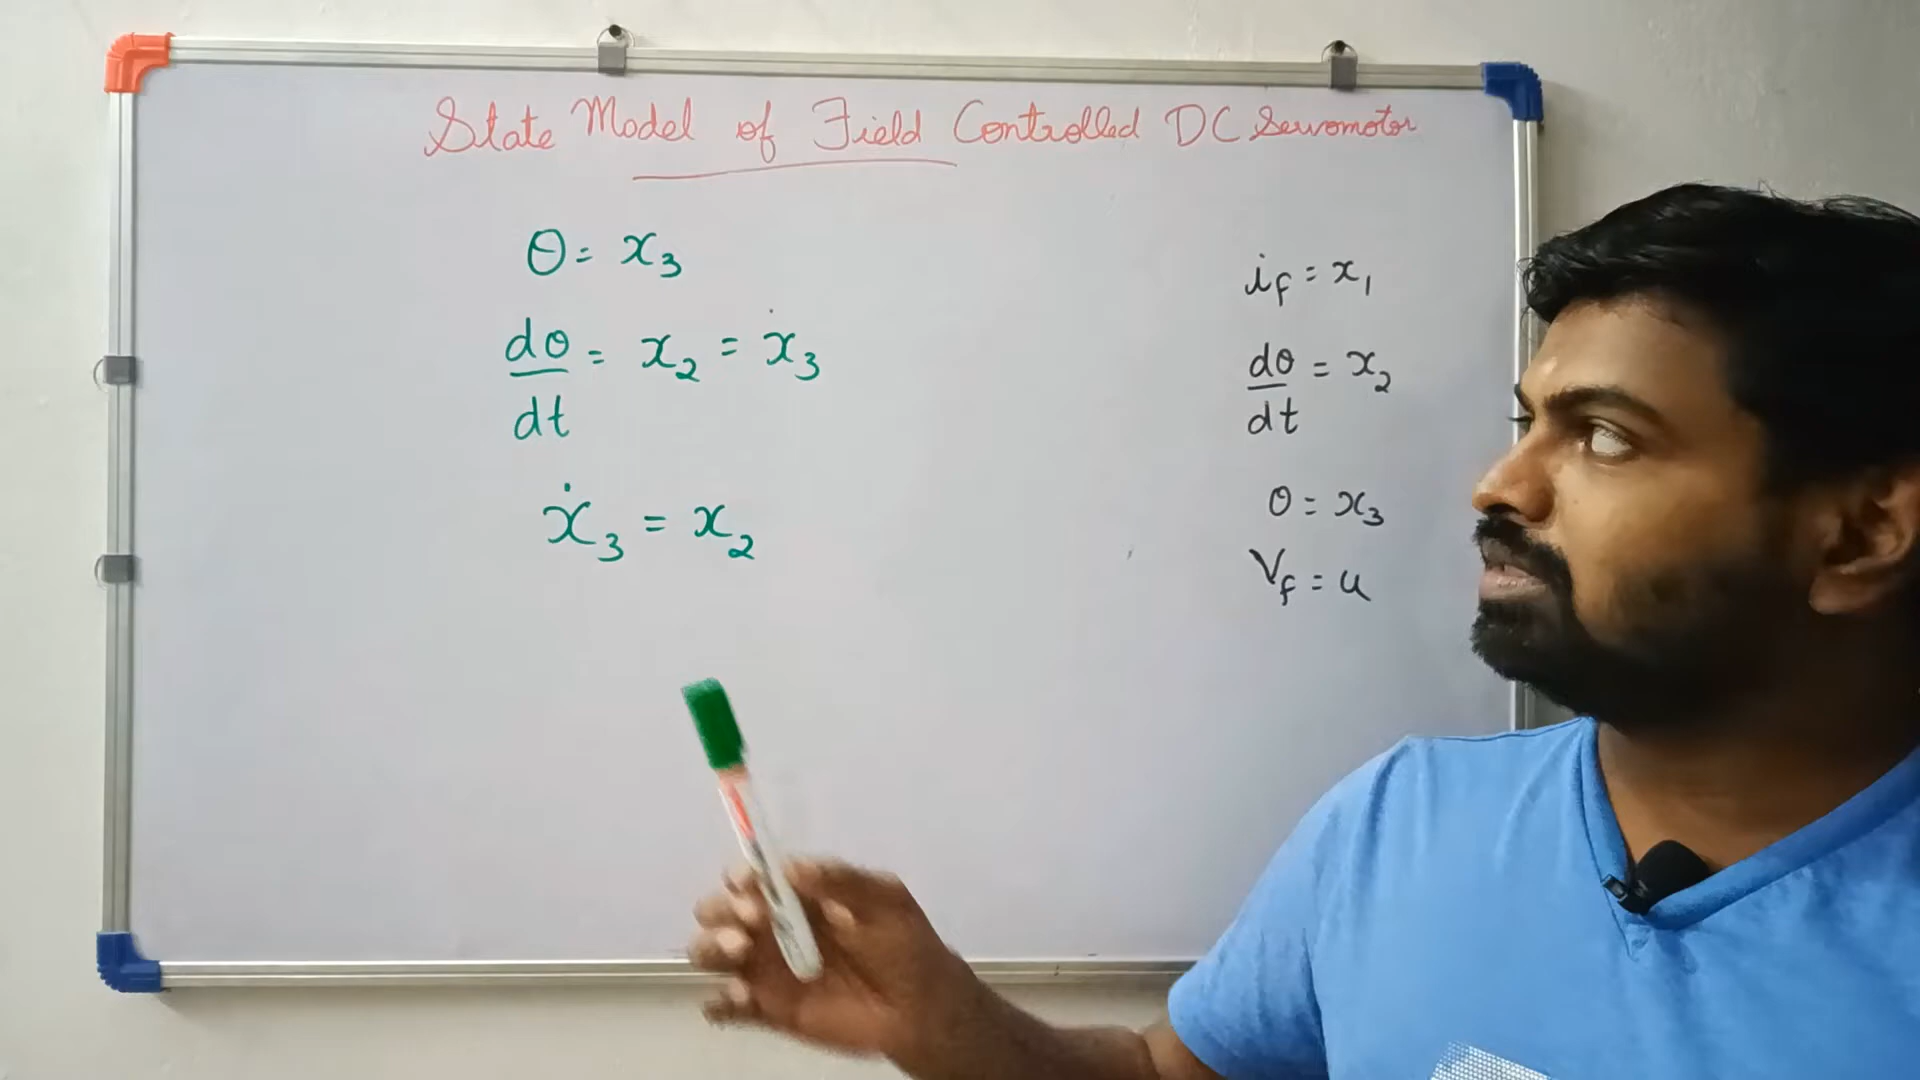 State Model of Field Controlled DC Servomotor
θ = x₃
dθ/dt = x₂ = ẋ₃
ẋ₃ = x₂
i_f = x₁
dθ/dt = x₂
θ = x₃
V_f = u